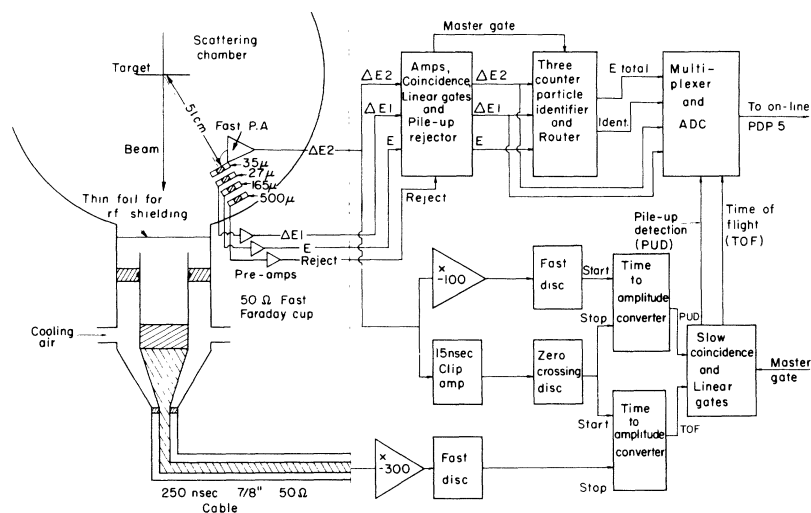 Scattering
chamber
Target
51cm
Fast P.A
Beam
35μ
27μ
165μ
500μ
Thin foil for
rf shielding
ΔE1
E
Reject
Pre-amps
50 Ω Fast
Faraday cup
Cooling
air
250 nsec 7/8" 50Ω
Cable
ΔE2
Master gate
ΔE2
ΔE1
E
Reject
Amps,
Coincidence
Linear gates
and
Pile-up
rejector
ΔE2
ΔE1
E
Three
counter
particle
identifier
and
Router
E total
Ident.
Multi-
plexer
and
ADC
To on-line
PDP 5
Pile-up
detection
(PUD)
Time of
flight
(TOF)
x
-100
Fast
disc
Start
Time
to
amplitude
converter
Stop
PUD
15nsec
Clip
amp
Zero
crossing
disc
Slow
coincidence
and
Linear
gates
Master
gate
Start
Time
to
amplitude
converter
TOF
Stop
x
-300
Fast
disc